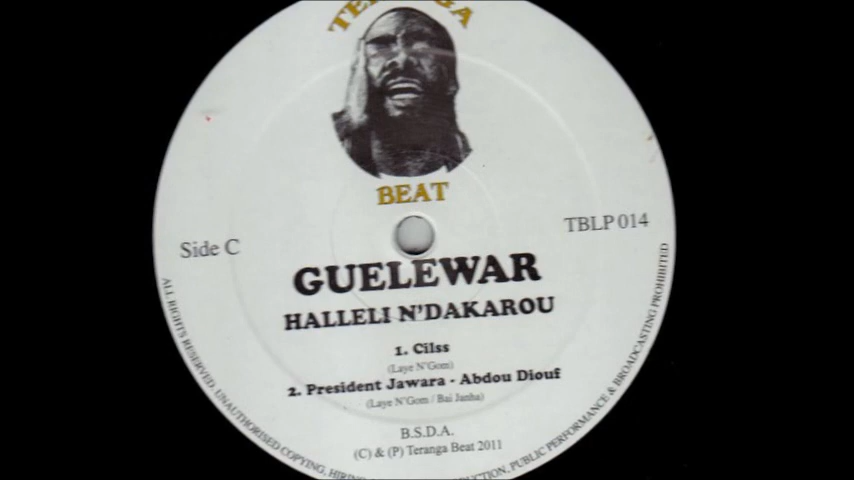 BEAT
Side C
TBLP 014
GUELEWAR
HALLELI N'DAKAROU
1. Cilss
(Laye N'Gom)
2. President Jawara - Abdou Diouf
(Laye N'Gom / Bai Janha)
B.S.D.A.
(C) & (P) Teranga Beat 2011
ALL RIGHTS RESERVED, UNAUTHORISED COPYING, PUBLIC PERFORMANCE & BROADCASTING PROHIBITED